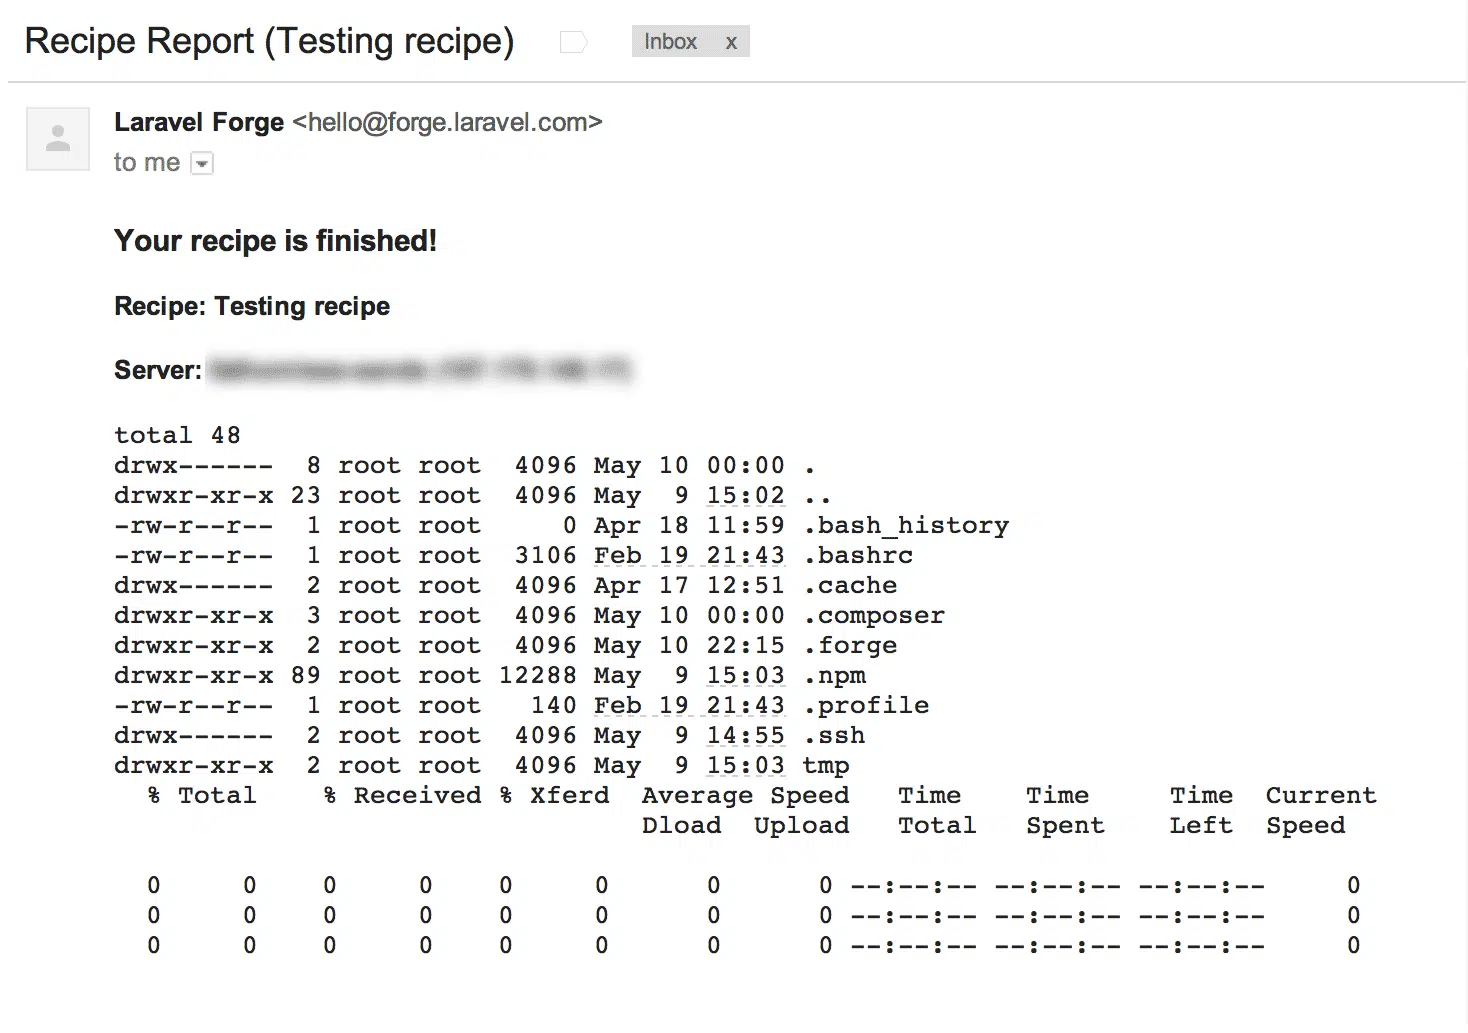 Recipe Report (Testing recipe) Inbox x
Laravel Forge <hello@forge.laravel.com>
to me
Your recipe is finished!
Recipe: Testing recipe
Server:
total 48
drwx------  8 root root  4096 May 10 00:00 .
drwxr-xr-x 23 root root  4096 May  9 15:02 ..
-rw-r--r--  1 root root     0 Apr 18 11:59 .bash_history
-rw-r--r--  1 root root  3106 Feb 19 21:43 .bashrc
drwx------  2 root root  4096 Apr 17 12:51 .cache
drwxr-xr-x  3 root root  4096 May 10 00:00 .composer
drwxr-xr-x  2 root root  4096 May 10 22:15 .forge
drwxr-xr-x 89 root root 12288 May  9 15:03 .npm
-rw-r--r--  1 root root   140 Feb 19 21:43 .profile
drwx------  2 root root  4096 May  9 14:55 .ssh
drwxr-xr-x  2 root root  4096 May  9 15:03 tmp
% Total    % Received % Xferd  Average Speed   Time    Time     Time  Current
Dload  Upload   Total   Spent    Left  Speed
0     0    0     0    0     0      0      0 --:--:-- --:--:-- --:--:--     0
0     0    0     0    0     0      0      0 --:--:-- --:--:-- --:--:--     0
0     0    0     0    0     0      0      0 --:--:-- --:--:-- --:--:--     0